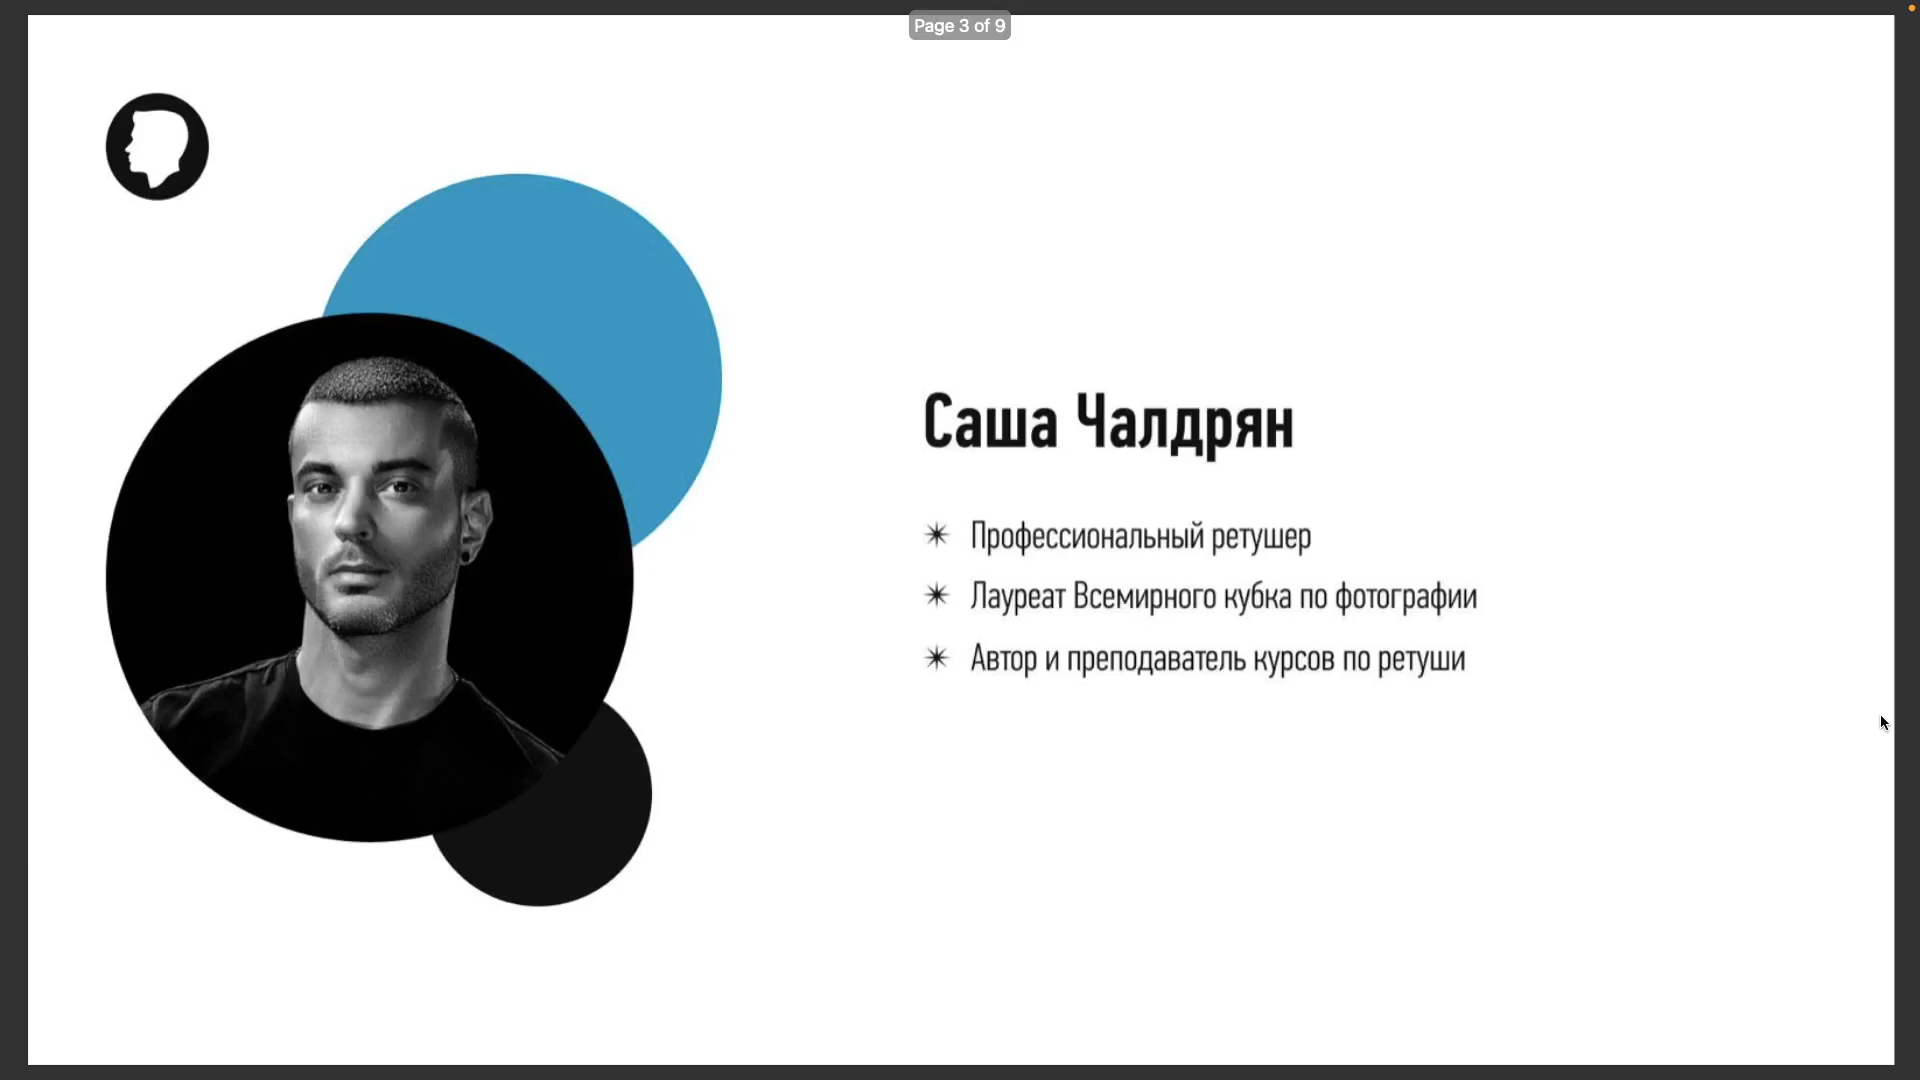 Page 3 of 9
Саша Чалдрян
Профессиональный ретушер
Лауреат Всемирного кубка по фотографии
Автор и преподаватель курсов по ретуши